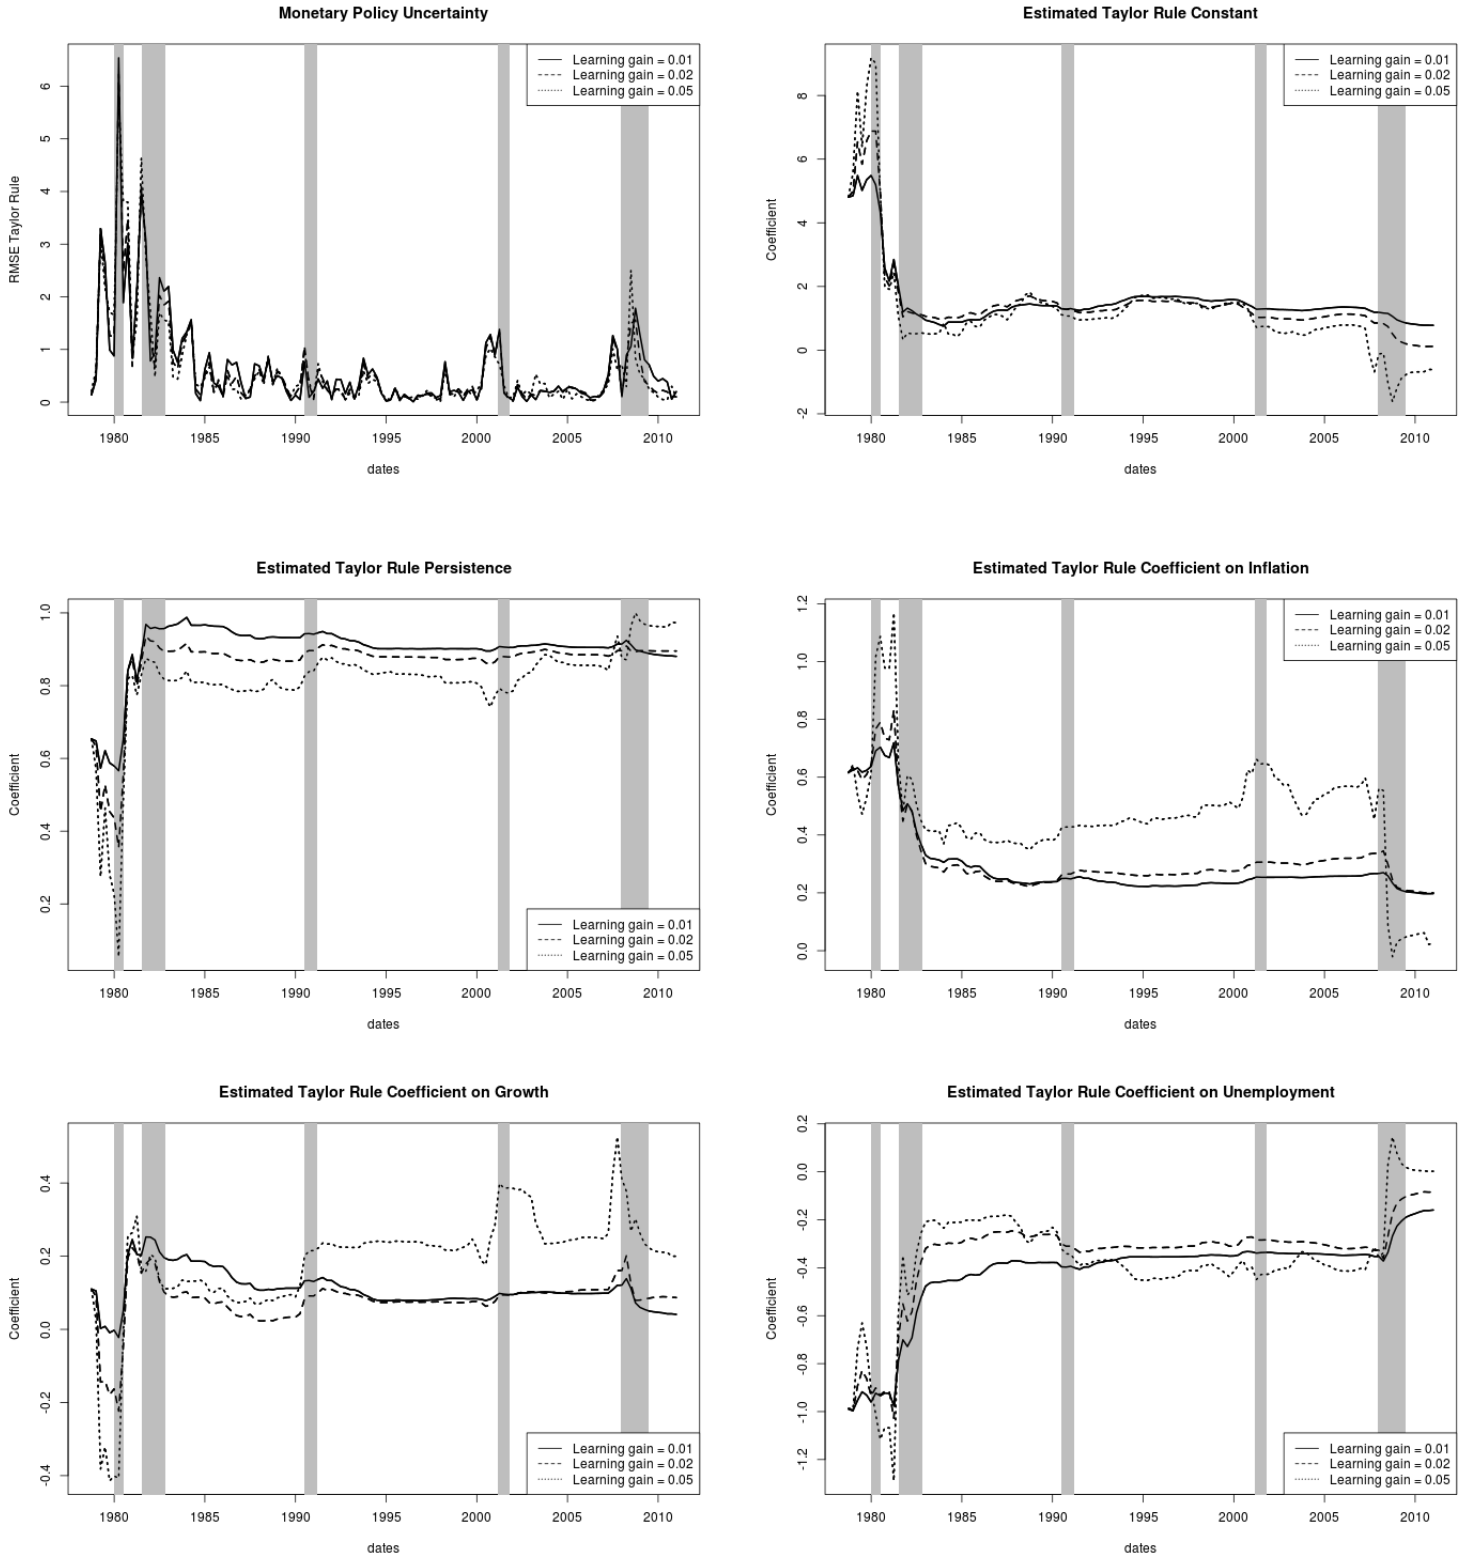 Monetary Policy Uncertainty
RMSE Taylor Rule
6
5
4
3
2
1
0
Learning gain = 0.01
Learning gain = 0.02
Learning gain = 0.05
1980 1985 1990 1995 2000 2005 2010
dates
Estimated Taylor Rule Constant
Coefficient
8
6
4
2
0
-2
Learning gain = 0.01
Learning gain = 0.02
Learning gain = 0.05
1980 1985 1990 1995 2000 2005 2010
dates
Estimated Taylor Rule Persistence
Coefficient
1.0
0.8
0.6
0.4
0.2
Learning gain = 0.01
Learning gain = 0.02
Learning gain = 0.05
1980 1985 1990 1995 2000 2005 2010
dates
Estimated Taylor Rule Coefficient on Inflation
Coefficient
1.2
1.0
0.8
0.6
0.4
0.2
0.0
Learning gain = 0.01
Learning gain = 0.02
Learning gain = 0.05
1980 1985 1990 1995 2000 2005 2010
dates
Estimated Taylor Rule Coefficient on Growth
Coefficient
0.4
0.2
0.0
-0.2
-0.4
Learning gain = 0.01
Learning gain = 0.02
Learning gain = 0.05
1980 1985 1990 1995 2000 2005 2010
dates
Estimated Taylor Rule Coefficient on Unemployment
Coefficient
0.2
0.0
-0.2
-0.4
-0.6
-0.8
-1.0
-1.2
Learning gain = 0.01
Learning gain = 0.02
Learning gain = 0.05
1980 1985 1990 1995 2000 2005 2010
dates